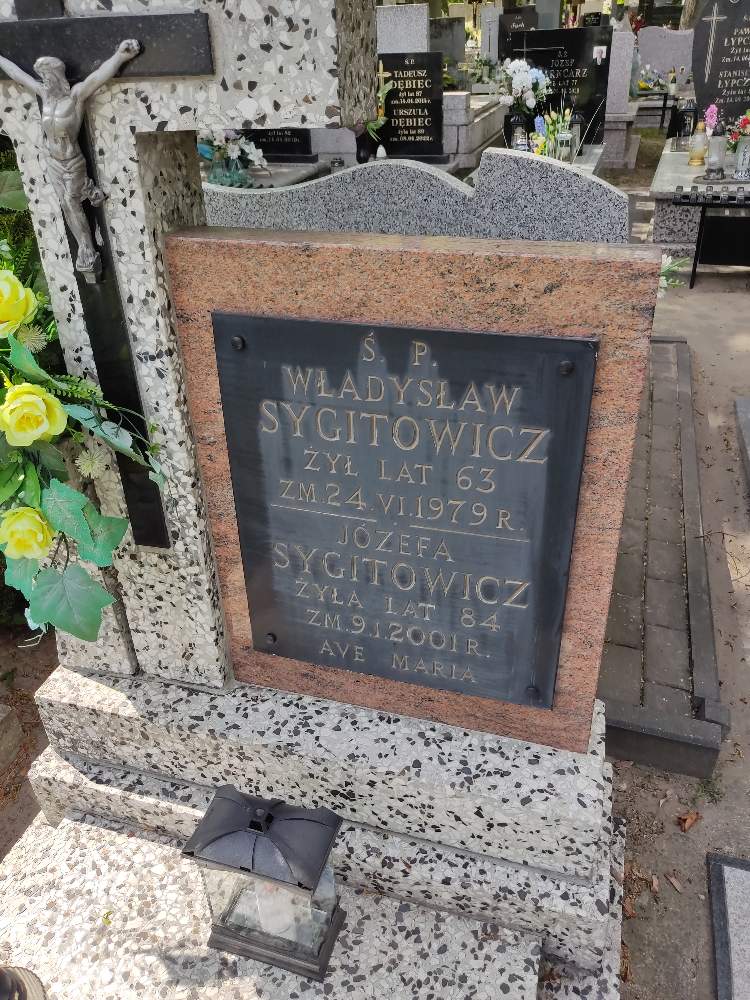 Ś. P.
WŁADYSŁAW
SYGITOWICZ
ŻYŁ LAT 63
ZM. 24.VI.1979 R.
JÓZEFA
SYGITOWICZ
ŻYŁA LAT 84
ZM. 9.I.2001 R.
AVE MARIA
Ś.P.
TADEUSZ
DĘBIEC
URSZULA
DĘBIEC
JÓZEF